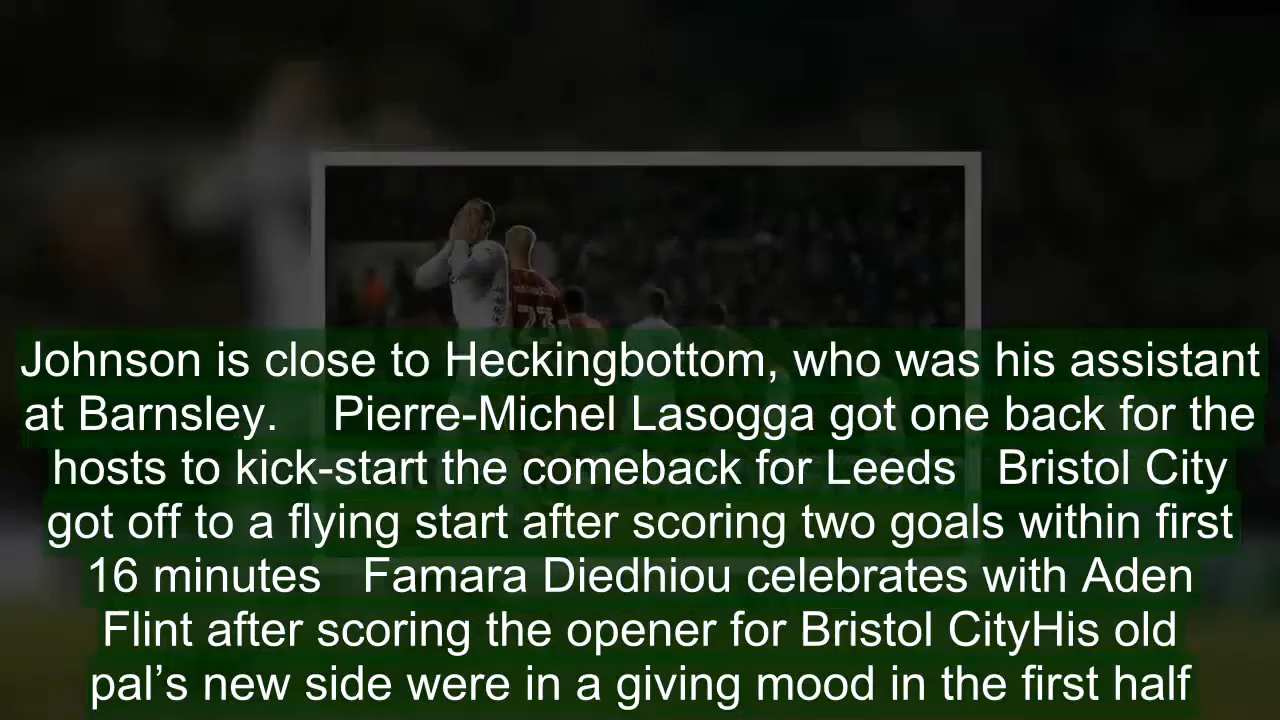 Johnson is close to Heckingbottom, who was his assistant
at Barnsley.    Pierre-Michel Lasogga got one back for the
hosts to kick-start the comeback for Leeds   Bristol City
got off to a flying start after scoring two goals within first
16 minutes   Famara Diedhiou celebrates with Aden
Flint after scoring the opener for Bristol CityHis old
pal’s new side were in a giving mood in the first half
23